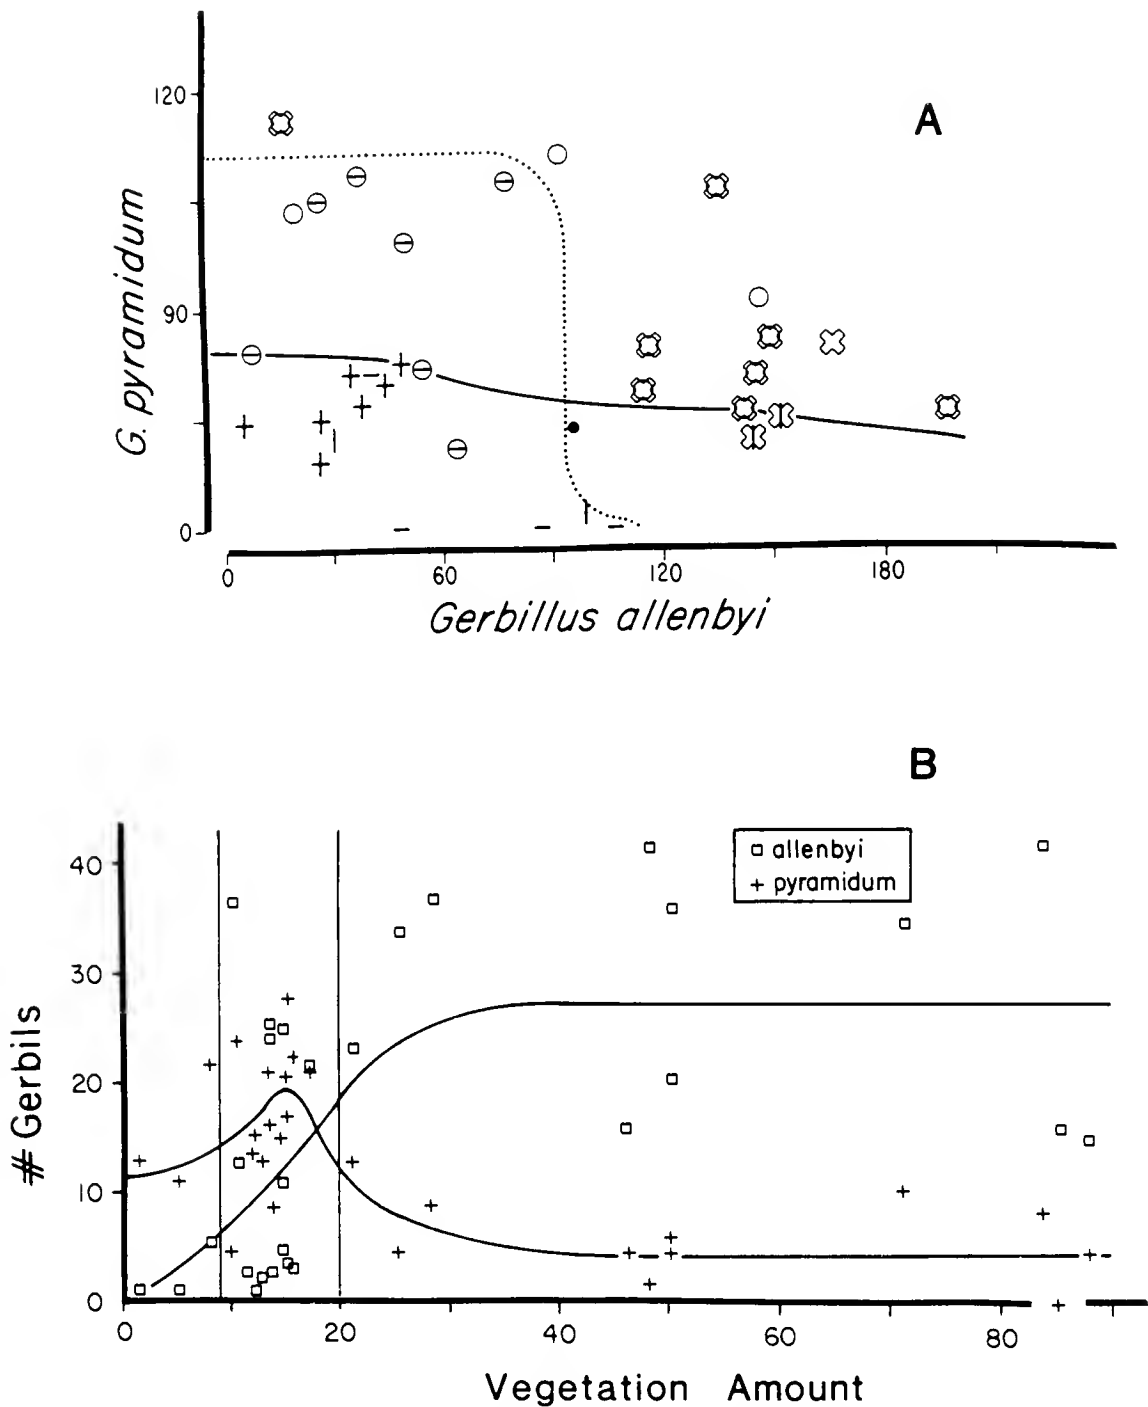 A
120
90
0
G. pyramidum
0 60 120 180
Gerbillus allenbyi
B
allenbyi
pyramidum
40
30
20
10
0
# Gerbils
0 20 40 60 80
Vegetation Amount